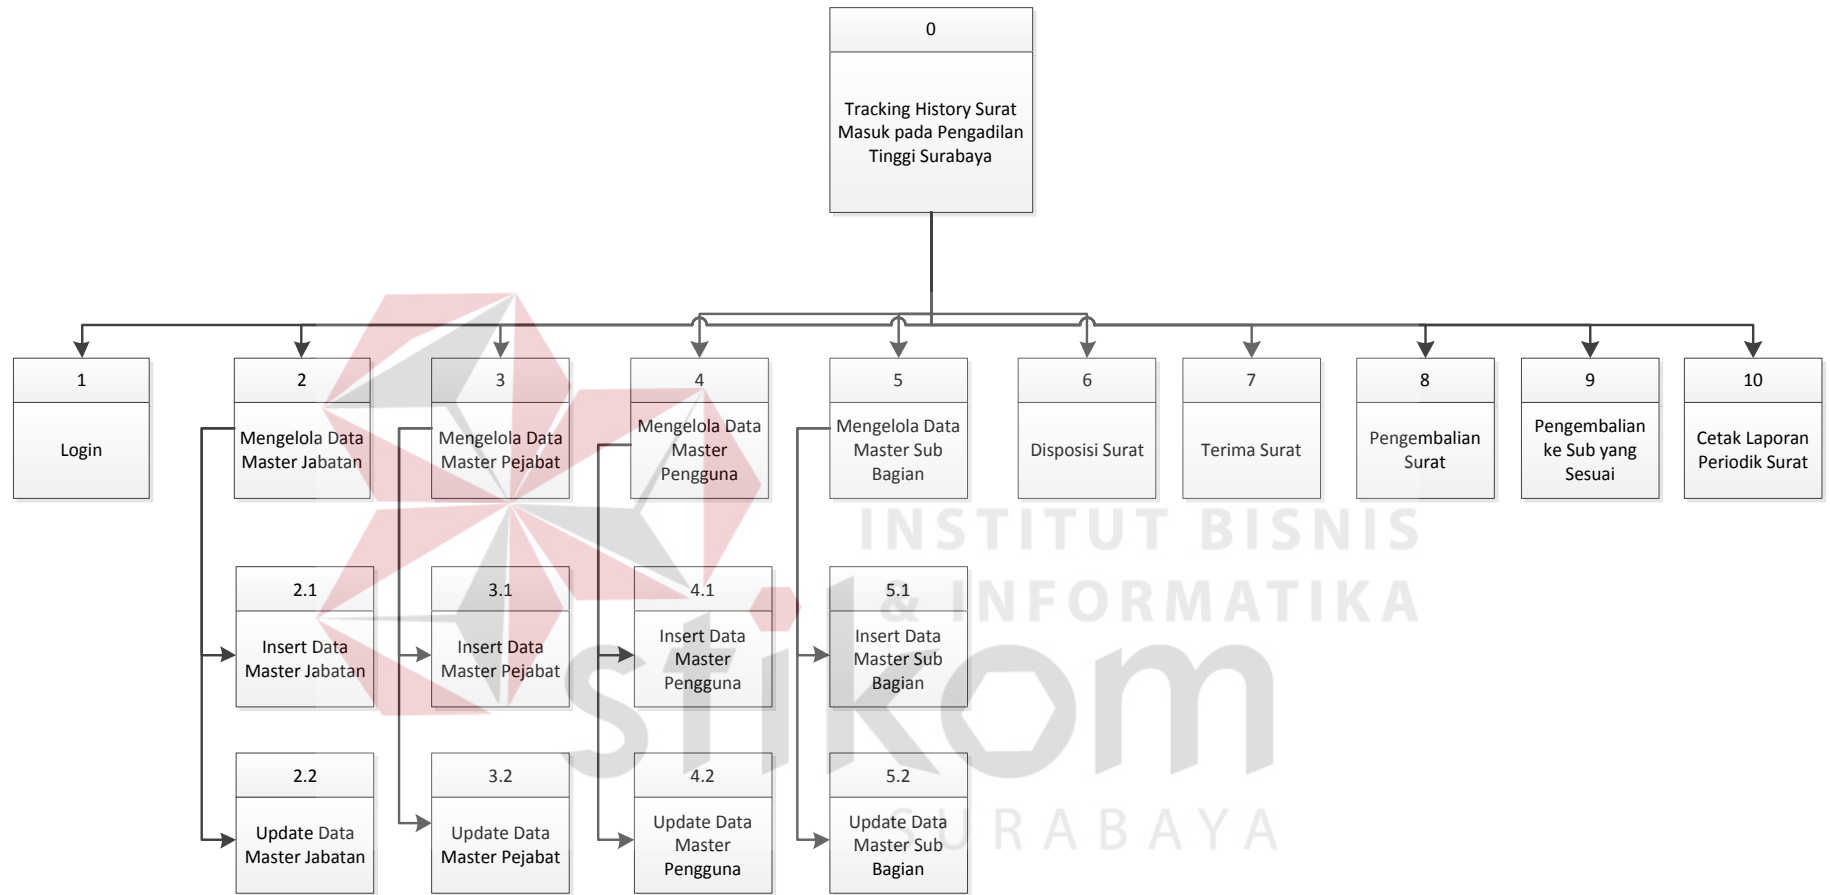 0
Tracking History Surat
Masuk pada Pengadilan
Tinggi Surabaya
1
Login
2
Mengelola Data
Master Jabatan
3
Mengelola Data
Master Pejabat
4
Mengelola Data
Master
Pengguna
5
Mengelola Data
Master Sub
Bagian
6
Disposisi Surat
7
Terima Surat
8
Pengembalian
Surat
9
Pengembalian
ke Sub yang
Sesuai
10
Cetak Laporan
Periodik Surat
2.1
Insert Data
Master Jabatan
3.1
Insert Data
Master Pejabat
4.1
Insert Data
Master
Pengguna
5.1
Insert Data
Master Sub
Bagian
2.2
Update Data
Master Jabatan
3.2
Update Data
Master Pejabat
4.2
Update Data
Master
Pengguna
5.2
Update Data
Master Sub
Bagian
INSTITUT BISNIS
& INFORMATIKA
stikom
SURABAYA